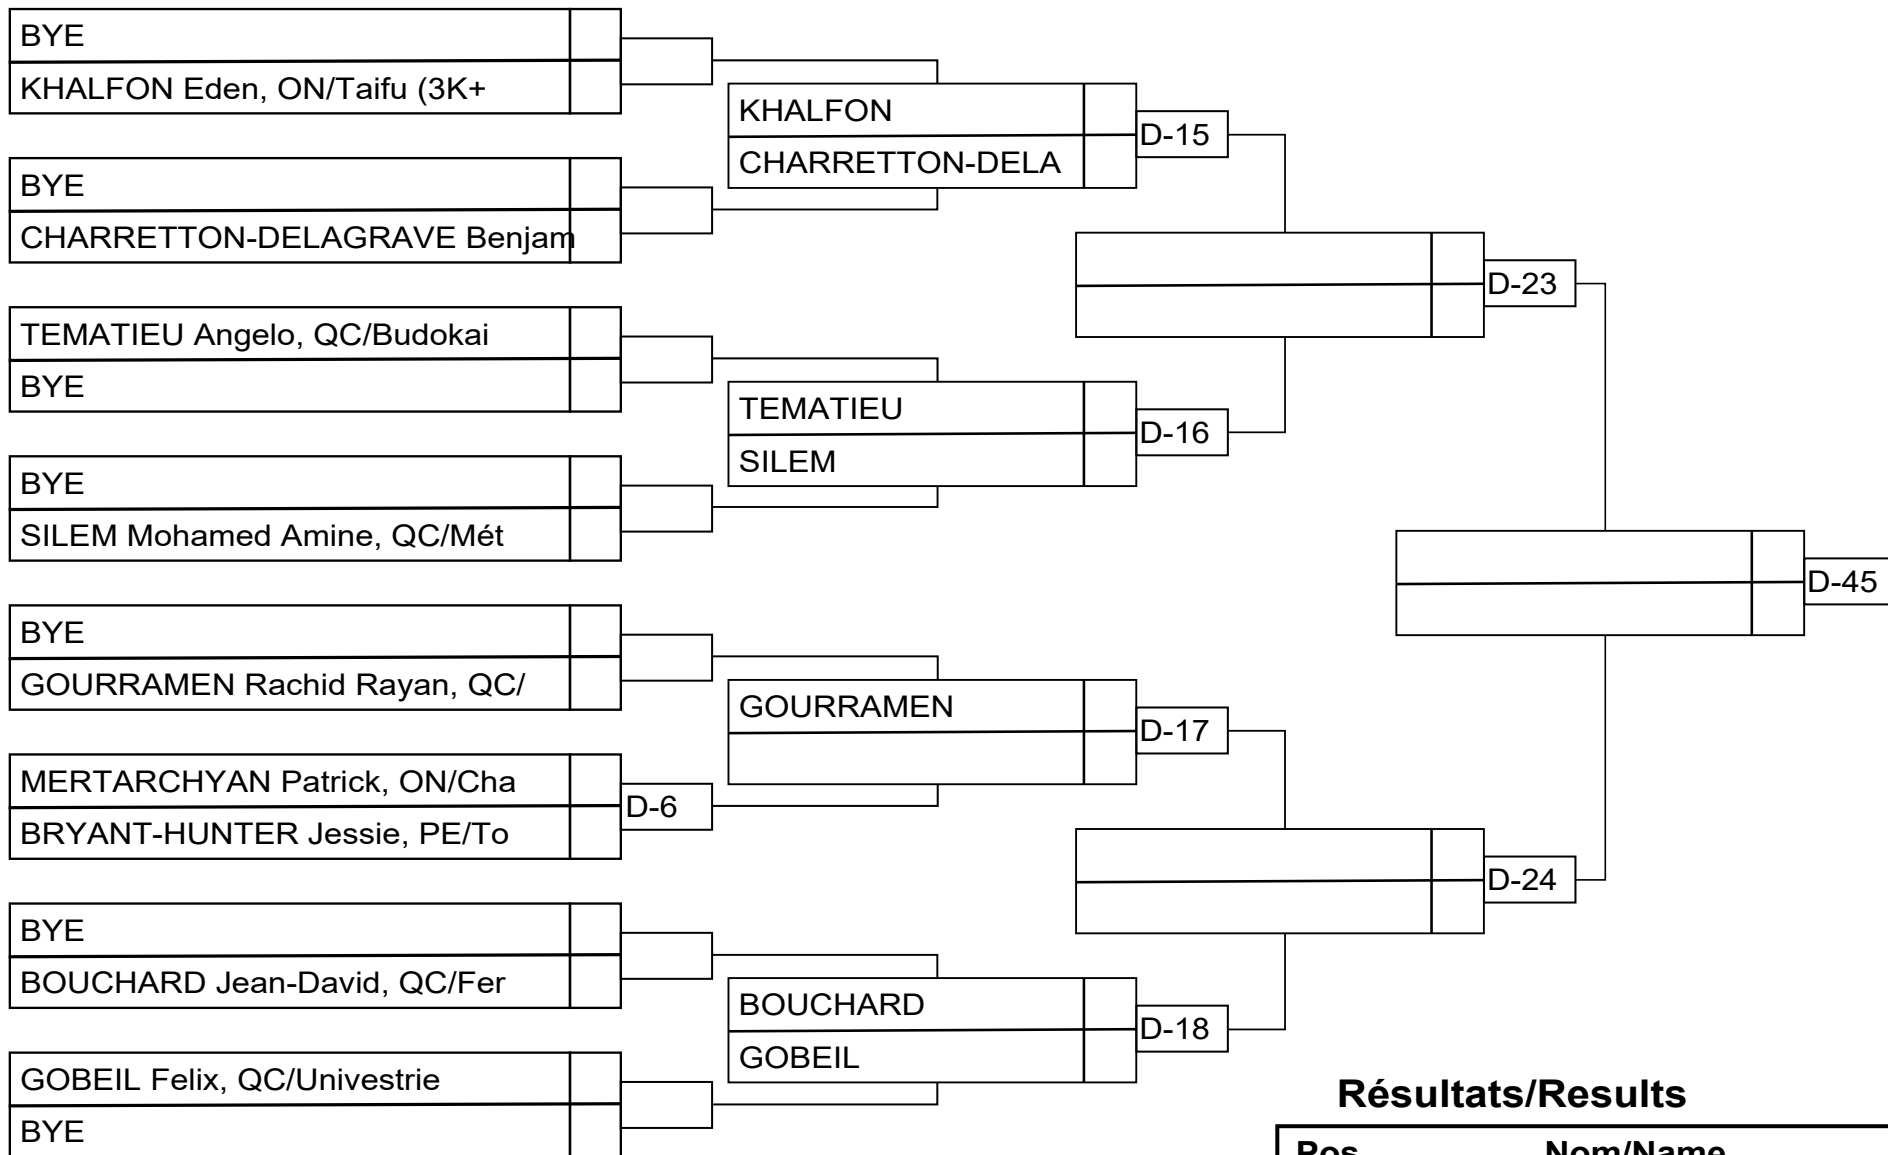 BYE
KHALFON Eden, ON/Taifu (3K+
BYE
CHARRETTON-DELAGRAVE Benjam
TEMATIEU Angelo, QC/Budokai
BYE
BYE
SILEM Mohamed Amine, QC/Mét
BYE
GOURRAMEN Rachid Rayan, QC/
MERTARCHYAN Patrick, ON/Cha
BRYANT-HUNTER Jessie, PE/To
D-6
BYE
BOUCHARD Jean-David, QC/Fer
GOBEIL Felix, QC/Univestrie
BYE
KHALFON
CHARRETTON-DELA
D-15
TEMATIEU
SILEM
D-16
GOURRAMEN
D-17
BOUCHARD
GOBEIL
D-18
D-23
D-24
D-45
Résultats/Results
Pos Nom/Name